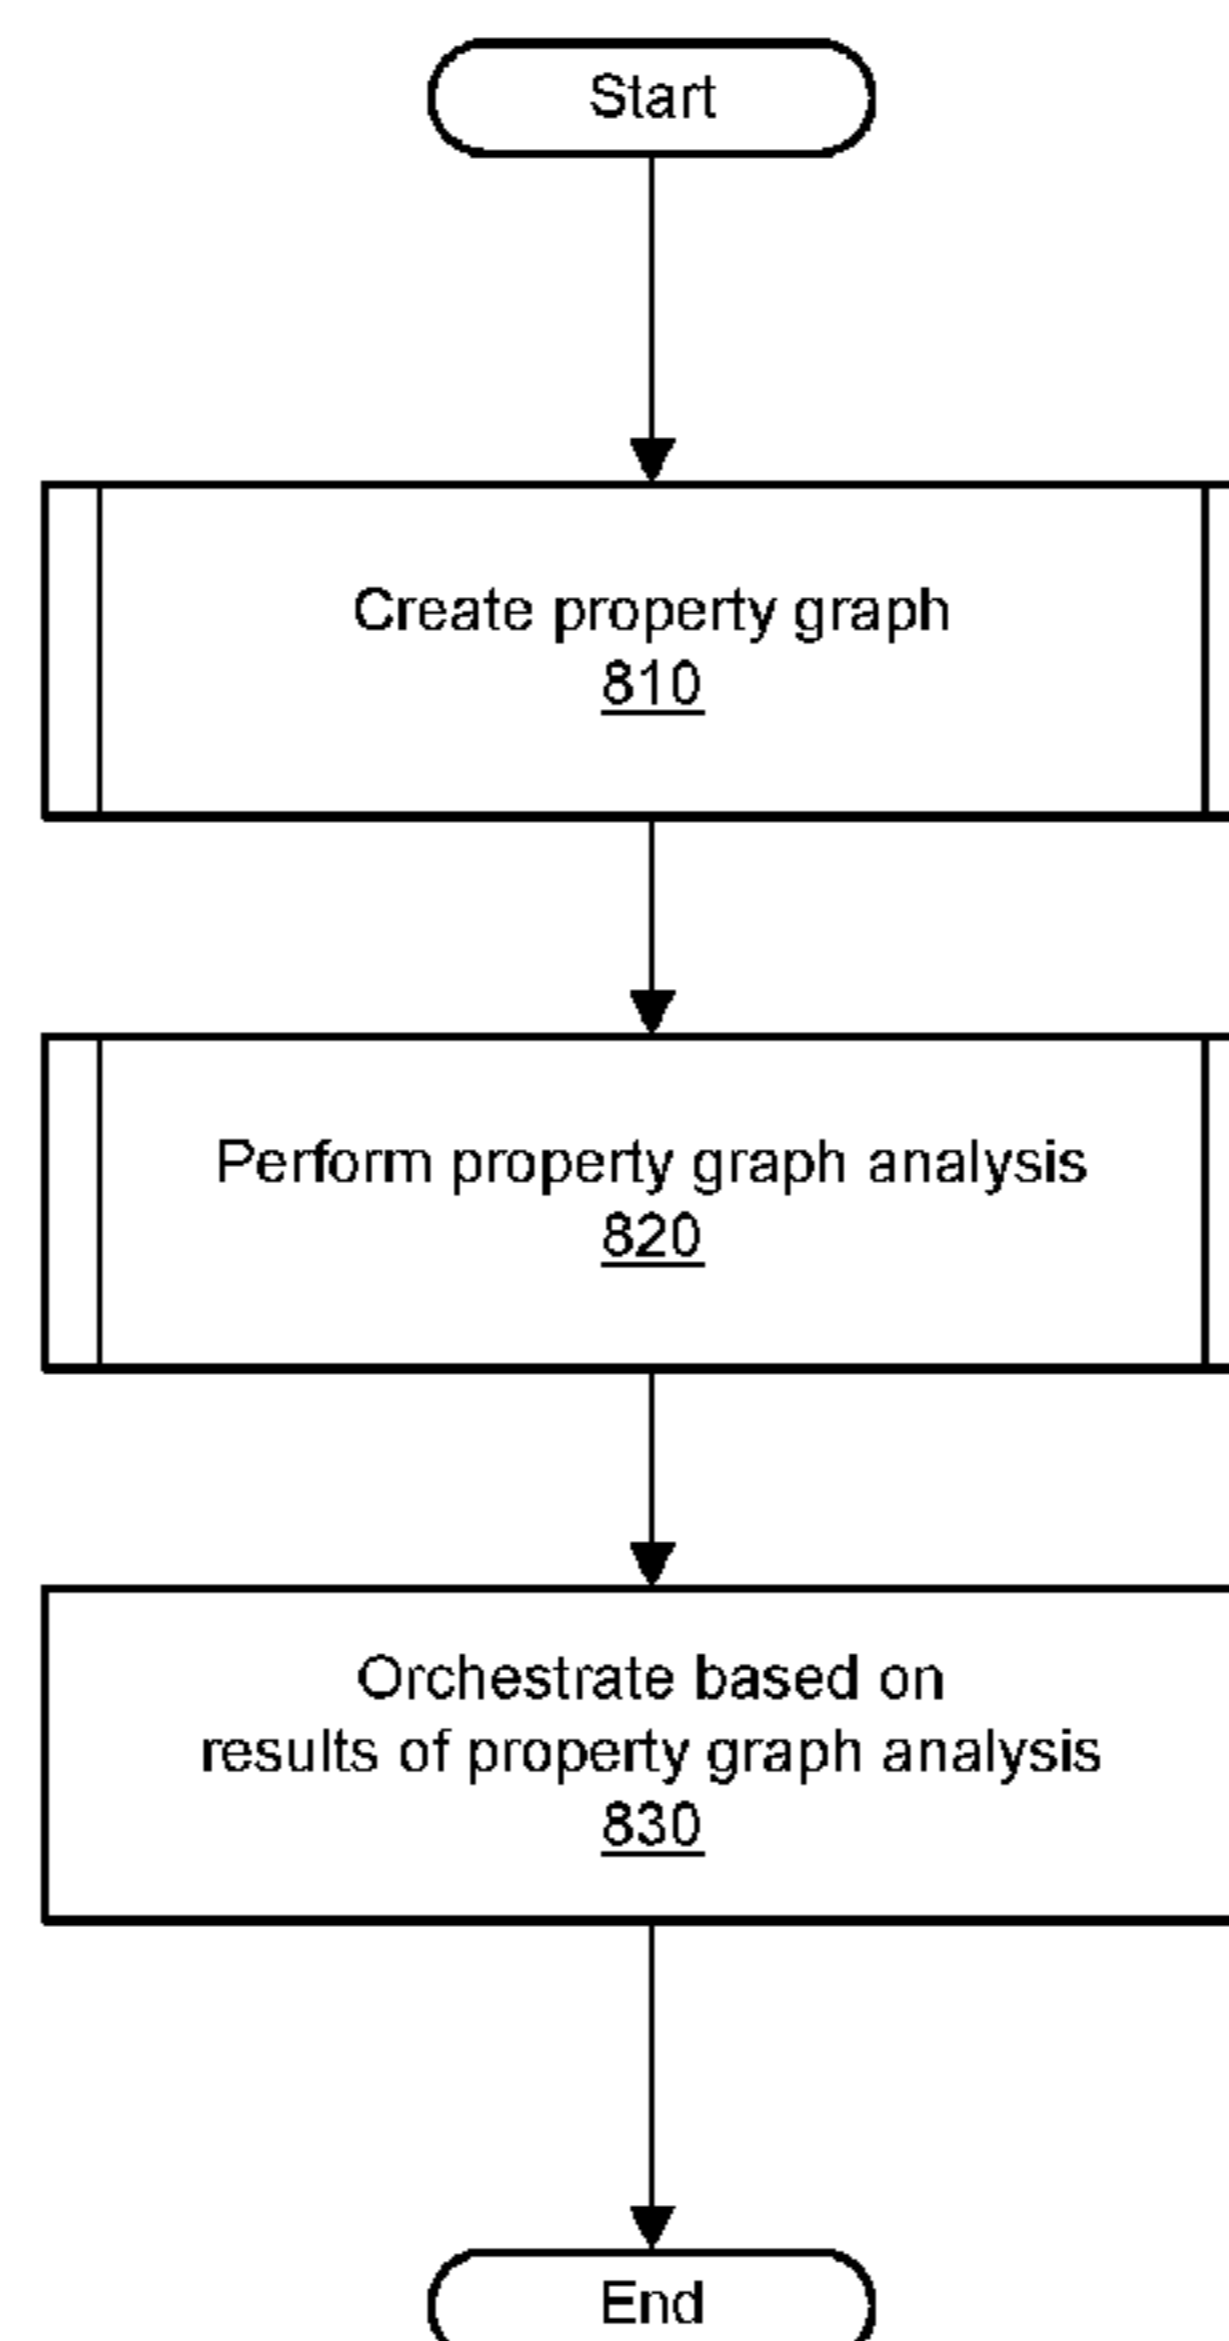 Start
Create property graph
810
Perform property graph analysis
820
Orchestrate based on
results of property graph analysis
830
End